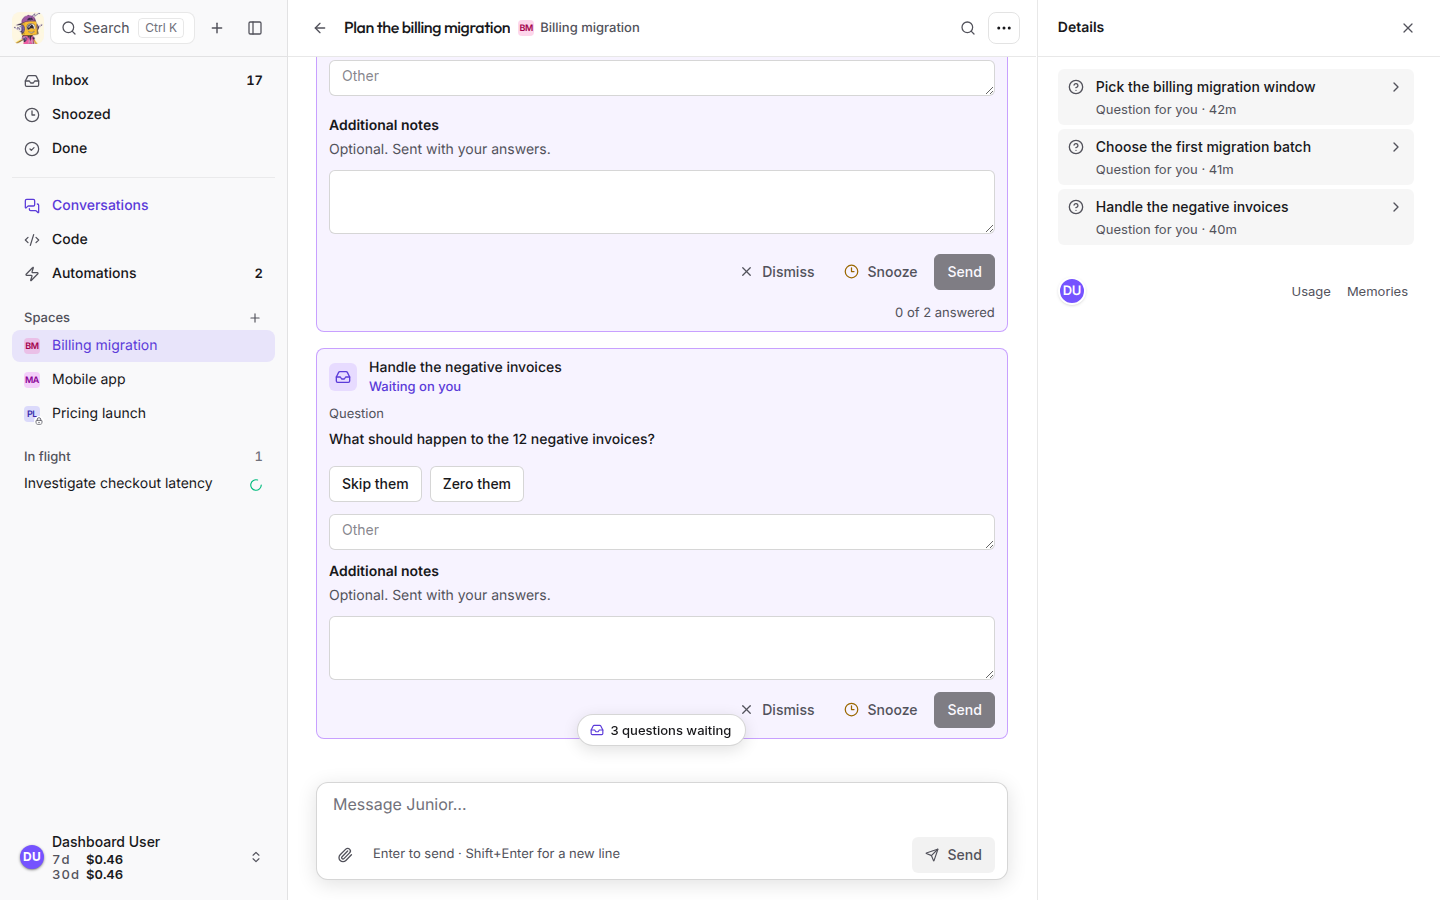 Search Ctrl K
Inbox 17
Snoozed
Done
Conversations
Code
Automations 2
Spaces
BM Billing migration
MA Mobile app
PL Pricing launch
In flight 1
Investigate checkout latency
DU Dashboard User
7d $0.46
30d $0.46
Plan the billing migration BM Billing migration
Other
Additional notes
Optional. Sent with your answers.
Dismiss Snooze Send
0 of 2 answered
Handle the negative invoices
Waiting on you
Question
What should happen to the 12 negative invoices?
Skip them Zero them
Other
Additional notes
Optional. Sent with your answers.
Dismiss Snooze Send
3 questions waiting
Message Junior...
Enter to send · Shift+Enter for a new line Send
Details
Pick the billing migration window
Question for you · 42m
Choose the first migration batch
Question for you · 41m
Handle the negative invoices
Question for you · 40m
DU Usage Memories